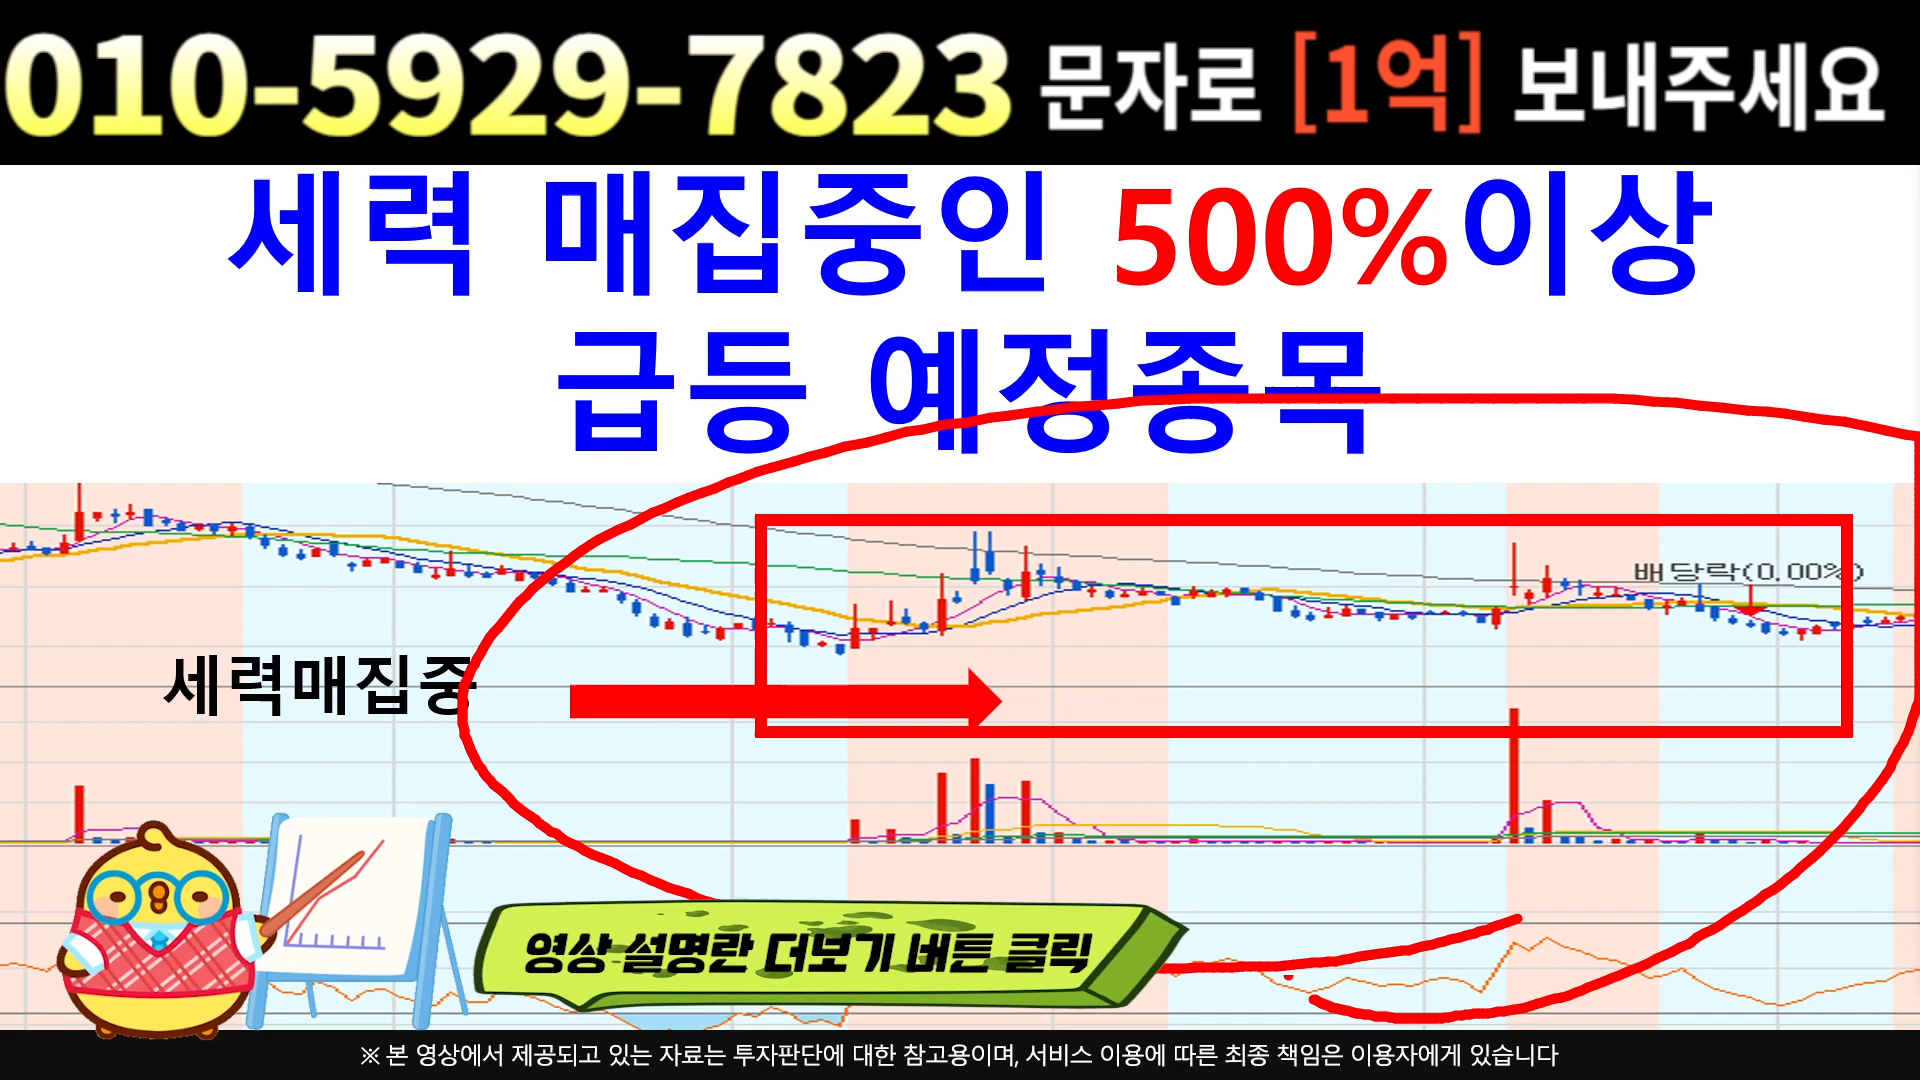 010-5929-7823 문자로 [1억] 보내주세요
세력 매집중인 500%이상
급등 예정종목
배당락(0.00%)
세력매집중
영상 설명란 더보기 버튼 클릭
※ 본 영상에서 제공되고 있는 자료는 투자판단에 대한 참고용이며, 서비스 이용에 따른 최종 책임은 이용자에게 있습니다